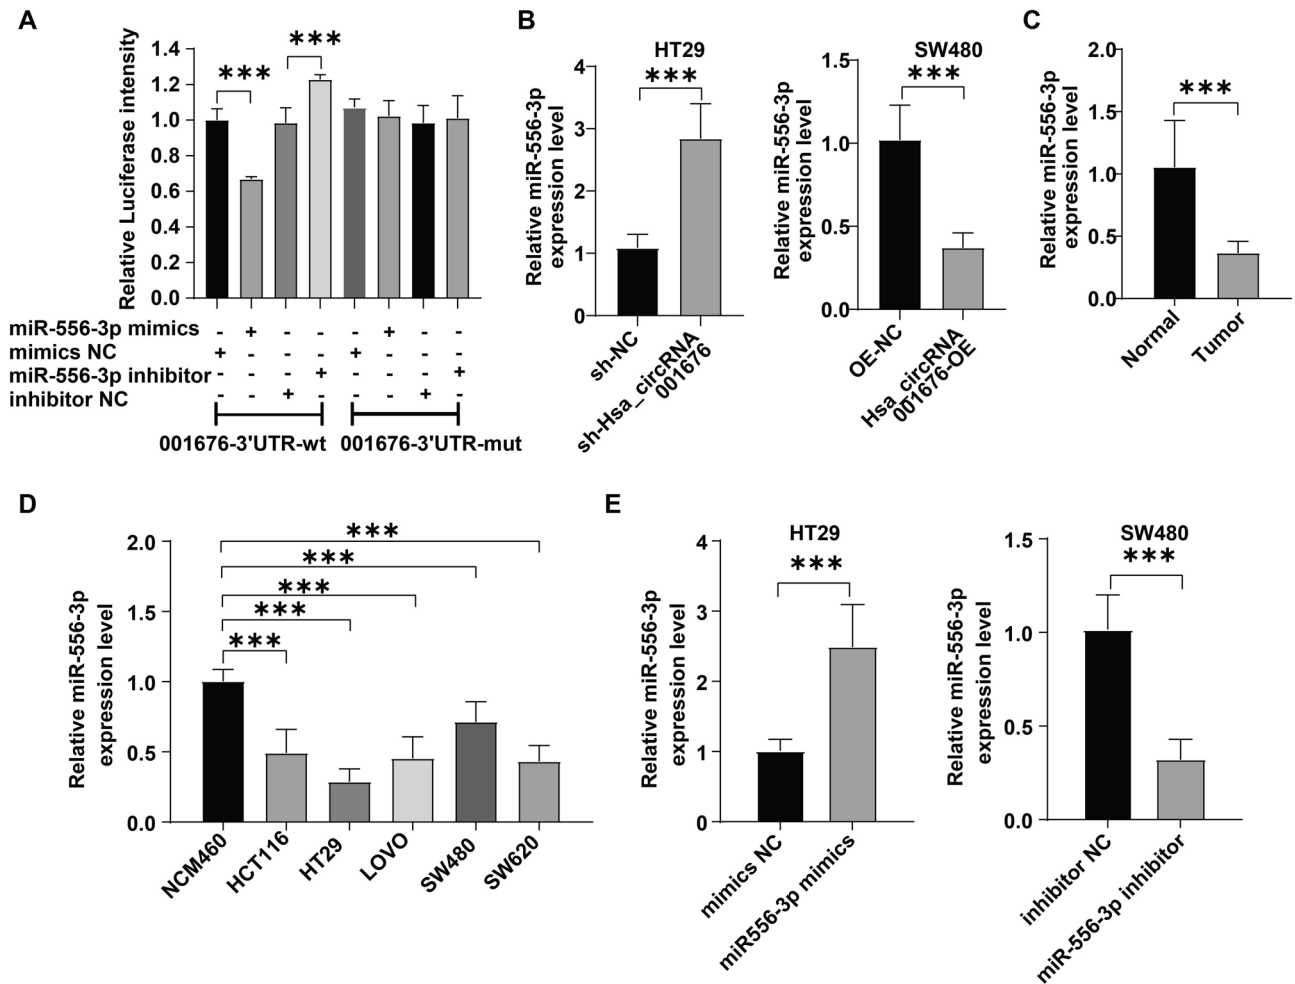 A
Relative Luciferase intensity
1.4
1.2
1.0
0.8
0.6
0.4
0.2
0.0
***
***
miR-556-3p mimics - + - - - + - -
mimics NC + - - - + - - -
miR-556-3p inhibitor - - - + - - - +
inhibitor NC - - + - - - + -
001676-3'UTR-wt
001676-3'UTR-mut
B
HT29
***
Relative miR-556-3p
expression level
4
3
2
1
0
sh-NC
sh-Hsa_circRNA
001676
SW480
***
Relative miR-556-3p
expression level
1.5
1.0
0.5
0.0
OE-NC
Hsa_circRNA
001676-OE
C
***
Relative miR-556-3p
expression level
2.0
1.5
1.0
0.5
0.0
Normal
Tumor
D
***
***
***
***
***
Relative miR-556-3p
expression level
2.0
1.5
1.0
0.5
0.0
NCM460
HCT116
HT29
LOVO
SW480
SW620
E
HT29
***
Relative miR-556-3p
expression level
4
3
2
1
0
mimics NC
miR556-3p mimics
SW480
***
Relative miR-556-3p
expression level
1.5
1.0
0.5
0.0
inhibitor NC
miR-556-3p inhibitor